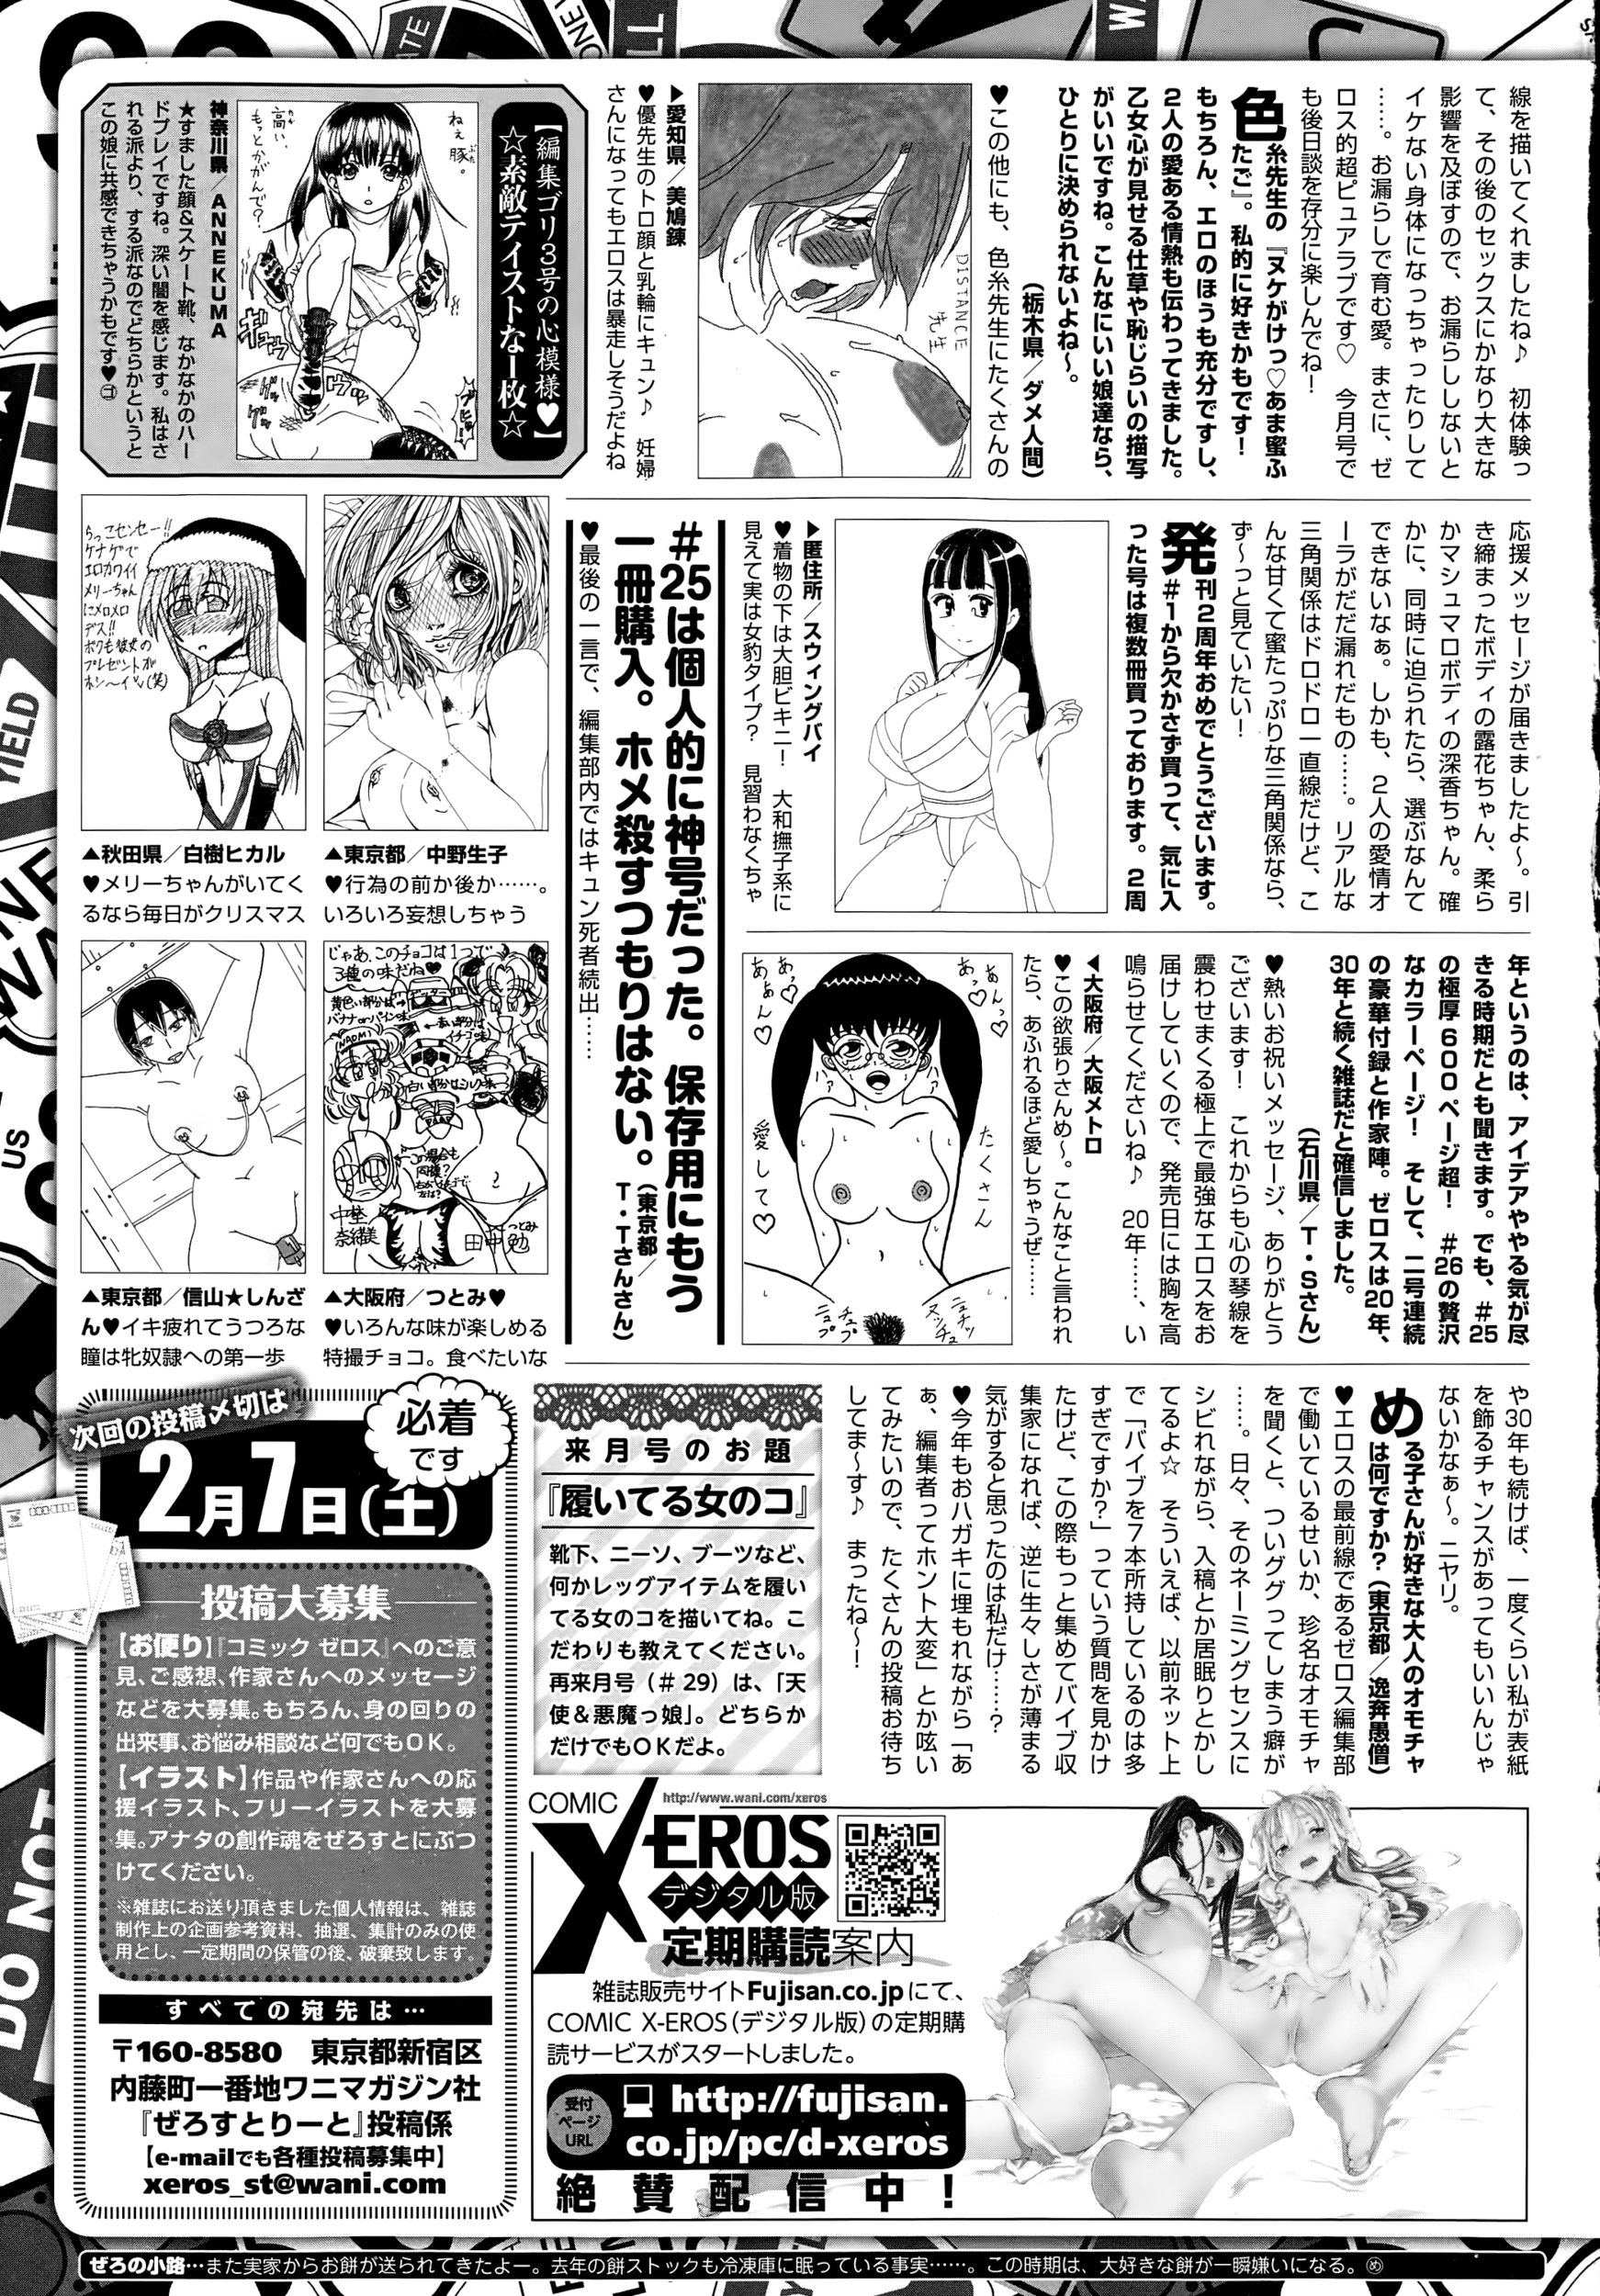 線を描いてくれましたね♪　初体験っ
て、その後のセックスにかなり大きな
影響を及ぼすので、お漏らししないと
イケない身体になっちゃったりして
……。お漏らしで育む愛。まさに、ゼ
ロス的超ピュアラブです♡　今月号で
も後日談を存分に楽しんでね！
色糸先生の『ヌケがけっ♡あま蜜ふ
たご』。私的に好きかもです！
もちろん、エロのほうも充分ですし、
2人の愛ある情熱も伝わってきました。
乙女心が見せる仕草や恥じらいの描写
がいいですね。こんなにいい娘達なら、
ひとりに決められないよね～。
（栃木県／ダメ人間）
♥この他にも、色糸先生にたくさんの
DISTANCE
先生
▶愛知県／美鳩錬
♥優先生のトロ顔と乳輪にキュン♪　妊婦
さんになってもエロスは暴走しそうだよね
【編集ゴリ3号の心模様♥】
☆素敵テイストなー枚☆
ねぇ豚。
高い、
もっとかがんで？
神奈川県／ANNEKUMA
★すました顔&スケート靴、なかなかのハー
ドプレイですね。深い闇を感じます。私はさ
れる派より、する派なのでどちらかというと
この娘に共感できちゃうかもです♥㋙
応援メッセージが届きましたよ～。引
き締まったボディの露花ちゃん、柔ら
かマシュマロボディの深香ちゃん。確
かに、同時に迫られたら、選ぶなんて
できないなぁ。しかも、2人の愛情オ
ーラがだだ漏れだもの……。リアルな
三角関係はドロドロ一直線だけど、こ
んな甘くて蜜たっぷりな三角関係なら、
ず～っと見ていたい！
発刊2周年おめでとうございます。
#1から欠かさず買って、気に入
った号は複数冊買っております。2周
▶匿住所／スウィングバイ
♥着物の下は大胆ビキニ！　大和撫子系に
見えて実は女豹タイプ？　見習わなくちゃ
#25は個人的に神号だった。保存用にもう
一冊購入。ホメ殺すつもりはない。（東京都／
T・Tさんさん）
♥最後の一言で、編集部内ではキュン死者続出……
らっこセンセー!!
ケナゲで
エロカワイイ
メリーちゃん
にメロメロ
デス!!
ボクも彼女の
プレゼントが
ホシ～イ(笑)
▲秋田県／白樹ヒカル
♥メリーちゃんがいてく
るなら毎日がクリスマス
▲東京都／中野生子
♥行為の前か後か……。
いろいろ妄想しちゃう
年というのは、アイデアややる気が尽
きる時期だとも聞きます。でも、#25
の極厚600ページ超！　#26の贅沢
なカラーページ！　そして、二号連続
の豪華付録と作家陣。ゼロスは20年、
30年と続く雑誌だと確信しました。
（石川県／T・Sさん）
♥熱いお祝いメッセージ、ありがとう
ございます！　これからも心の琴線を
震わせまくる極上で最強なエロスをお
届けしていくので、発売日には胸を高
鳴らせてくださいね♪　20年……、い
◀大阪府／大阪メトロ
♥この欲張りさんめ～。こんなこと言われ
たら、あふれるほど愛しちゃうぜ……
あんっ♡
あっ♡
あっ♡
あぁん♡
たくさん
愛して♡
じゃあ、このチョコは1つで
3種の味だね♥
黄色い部分は
バナナorパイン味
←赤い部分は
イチゴ味
NAOMI
白い部分はミルク味
←この場合も
同様?
中埜
奈緒美
つとみ
田中勉
▲東京都／信山★しんざ
ん♥イキ疲れてうつろな
瞳は牝奴隷への第一歩
▲大阪府／つとみ♥
♥いろんな味が楽しめる
特撮チョコ。食べたいな
や30年も続けば、一度くらい私が表紙
を飾るチャンスがあってもいいんじゃ
ないかなぁ～。ニヤリ。
める子さんが好きな大人のオモチャ
は何ですか？（東京都／逸奔愚僧）
♥エロスの最前線であるゼロス編集部
で働いているせいか、珍名なオモチャ
を聞くと、ついググってしまう癖が
……。日々、そのネーミングセンスに
シビれながら、入稿とか居眠りとかし
てるよ☆　そういえば、以前ネット上
で「バイブを7本所持しているのは多
すぎですか？」っていう質問を見かけ
たけど、この際もっと集めてバイブ収
集家になれば、逆に生々しさが薄まる
気がすると思ったのは私だけ……？
♥今年もおハガキに埋もれながら「あ
ぁ、編集者ってホント大変」とか呟い
てみたいので、たくさんの投稿お待ち
してま～す♪　まったね～！
来月号のお題
『履いてる女のコ』
靴下、ニーソ、ブーツなど、
何かレッグアイテムを履い
てる女のコを描いてね。こ
だわりも教えてください。
再来月号（#29）は、「天
使&悪魔っ娘」。どちらか
だけでもOKだよ。
次回の投稿〆切は
2月7日(土)
必着
です
投稿大募集
【お便り】『コミック ゼロス』へのご意
見、ご感想、作家さんへのメッセージ
などを大募集。もちろん、身の回りの
出来事、お悩み相談など何でもOK。
【イラスト】作品や作家さんへの応
援イラスト、フリーイラストを大募
集。アナタの創作魂をぜろすとにぶつ
けてください。
※雑誌にお送り頂きました個人情報は、雑誌
制作上の企画参考資料、抽選、集計のみの使
用とし、一定期間の保管の後、破棄致します。
すべての宛先は…
〒160-8580　東京都新宿区
内藤町一番地ワニマガジン社
『ぜろすとりーと』投稿係
【e-mailでも各種投稿募集中】
xeros_st@wani.com
COMIC
X-EROS
http://www.wani.com/xeros
デジタル版
定期購読案内
雑誌販売サイトFujisan.co.jpにて、
COMIC X-EROS（デジタル版）の定期購
読サービスがスタートしました。
受付
ページ
URL
http://fujisan.
co.jp/pc/d-xeros
絶賛配信中！
ぜろの小路…また実家からお餅が送られてきたよー。去年の餅ストックも冷凍庫に眠っている事実……。この時期は、大好きな餅が一瞬嫌いになる。㋱
YIELD
US
DO NOT